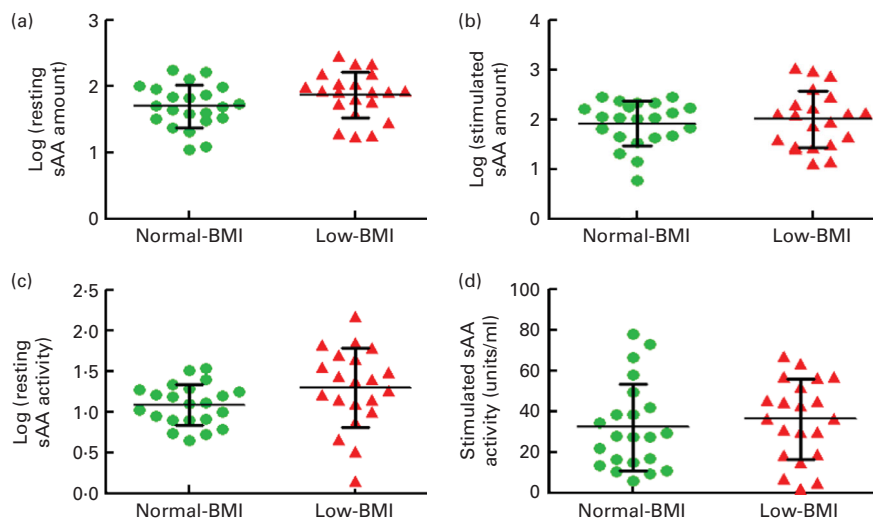 (a)
Log (resting
sAA amount)
3
2
1
0
Normal-BMI Low-BMI
(b)
Log (stimulated
sAA amount)
4
3
2
1
0
Normal-BMI Low-BMI
(c)
Log (resting
sAA activity)
2·5
2·0
1·5
1·0
0·5
0·0
Normal-BMI Low-BMI
(d)
Stimulated sAA
activity (units/ml)
100
80
60
40
20
0
Normal-BMI Low-BMI